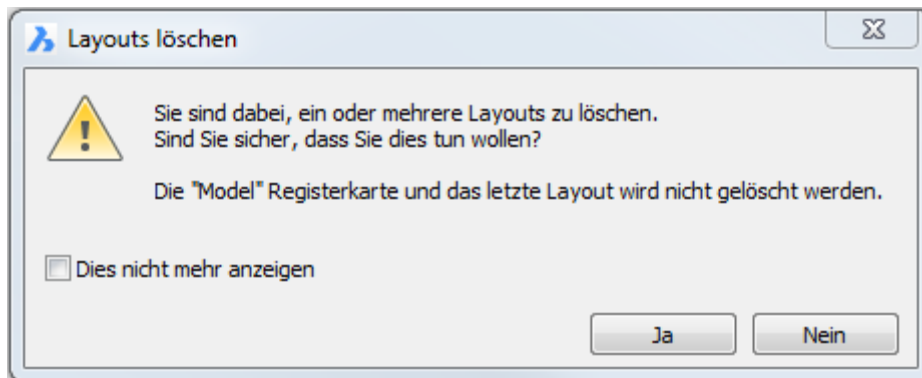 Layouts löschen
Sie sind dabei, ein oder mehrere Layouts zu löschen.
Sind Sie sicher, dass Sie dies tun wollen?
Die "Model" Registerkarte und das letzte Layout wird nicht gelöscht werden.
Dies nicht mehr anzeigen
Ja
Nein